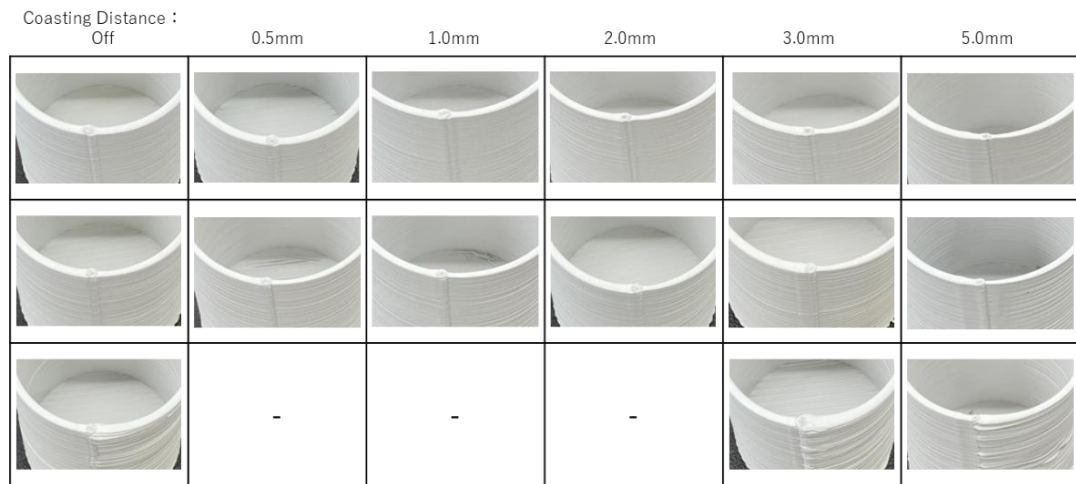 Coasting Distance：
Off
0.5mm
1.0mm
2.0mm
3.0mm
5.0mm
-
-
-